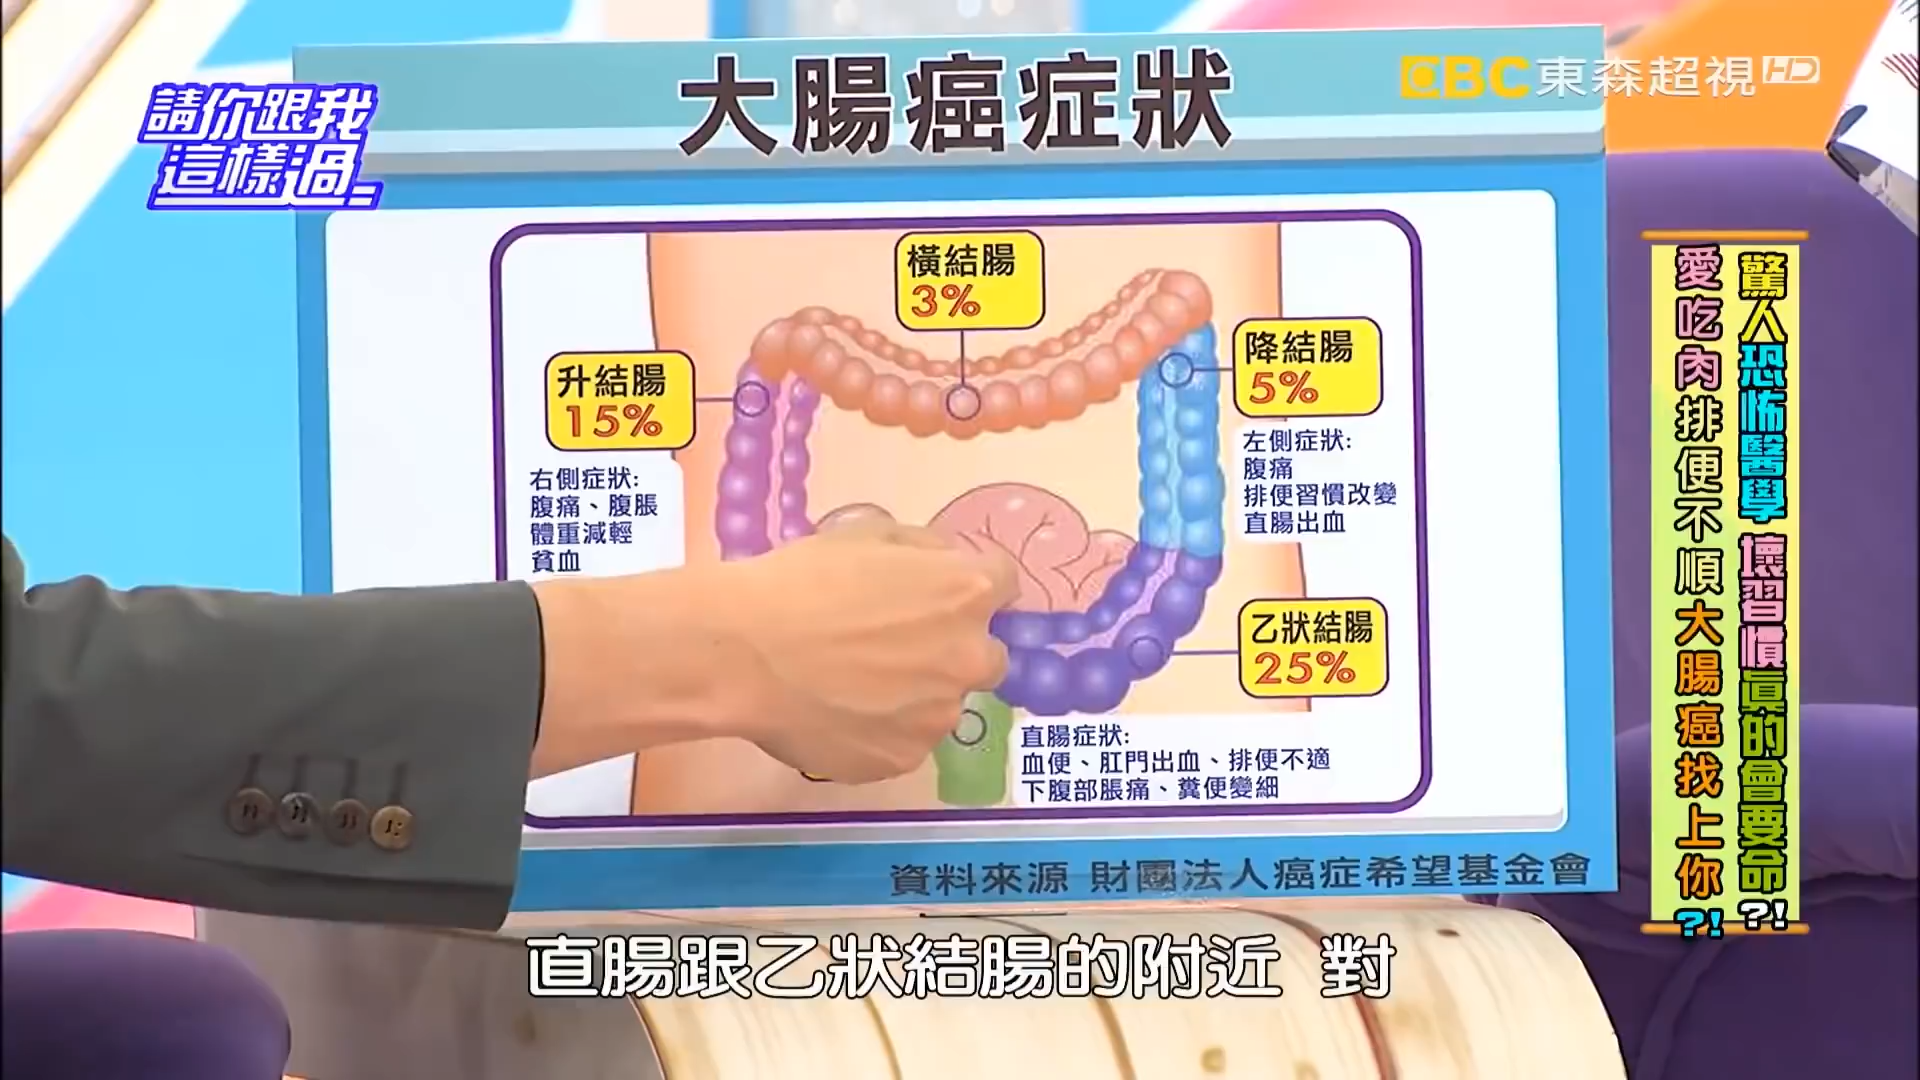 大腸癌症狀
請你跟我
這樣過
EBC東森超視HD
橫結腸
3%
升結腸
15%
右側症狀:
腹痛、腹脹
體重減輕
貧血
降結腸
5%
左側症狀:
腹痛
排便習慣改變
直腸出血
乙狀結腸
25%
直腸症狀:
血便、肛門出血、排便不適
下腹部脹痛、糞便變細
資料來源 財團法人癌症希望基金會
驚人恐怖醫學 壞習慣真的會要命?!
愛吃肉排便不順大腸癌找上你?!
直腸跟乙狀結腸的附近 對